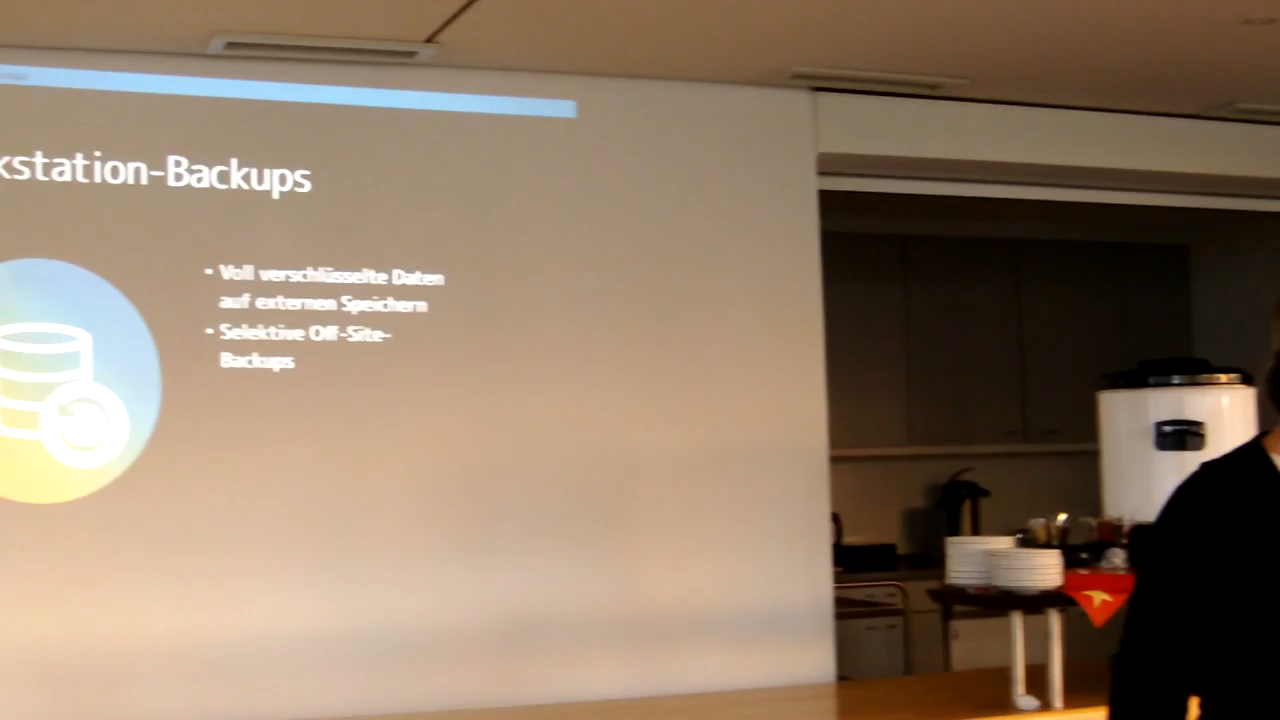 kstation-Backups
• Voll verschlüsselte Daten
auf externen Speichern
• Selektive Off-Site-
Backups